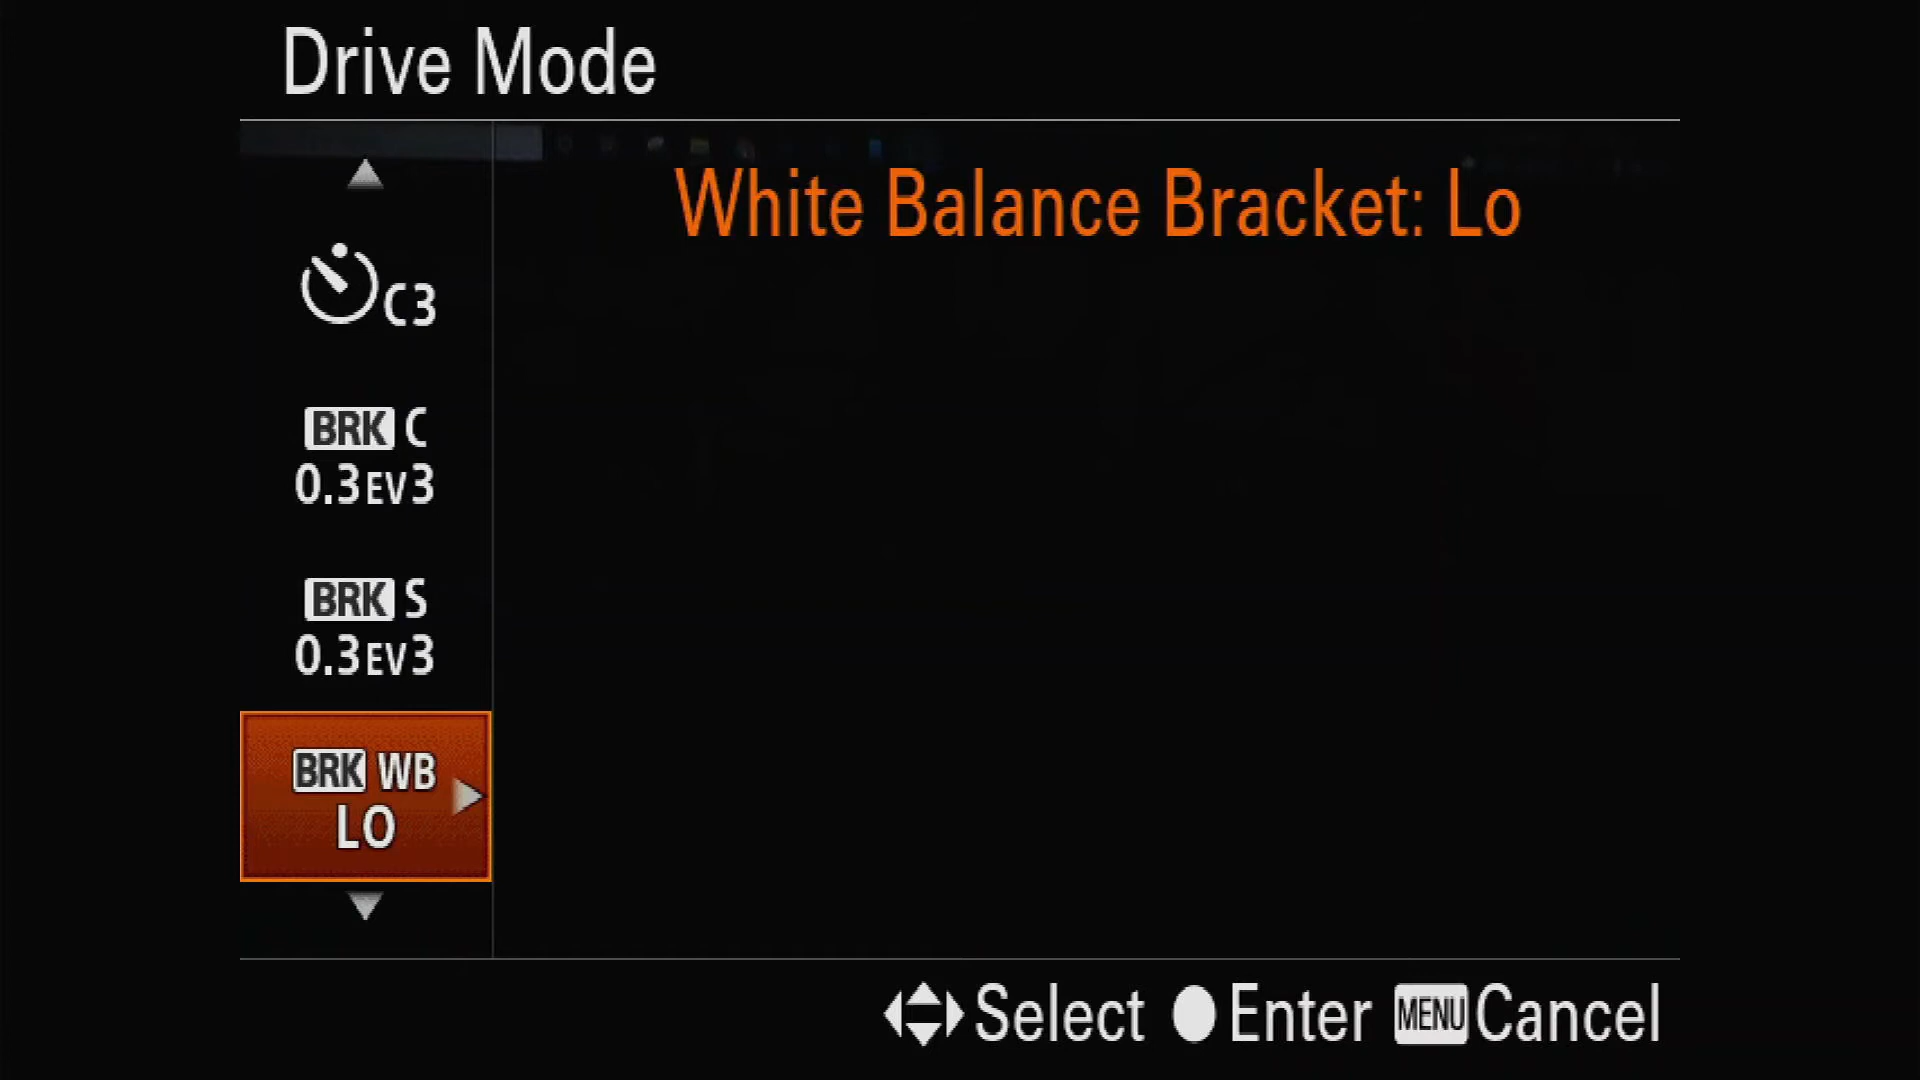 Drive Mode
White Balance Bracket: Lo
C3
BRK C
0.3EV3
BRK S
0.3EV3
BRK WB
LO
Select Enter MENU Cancel